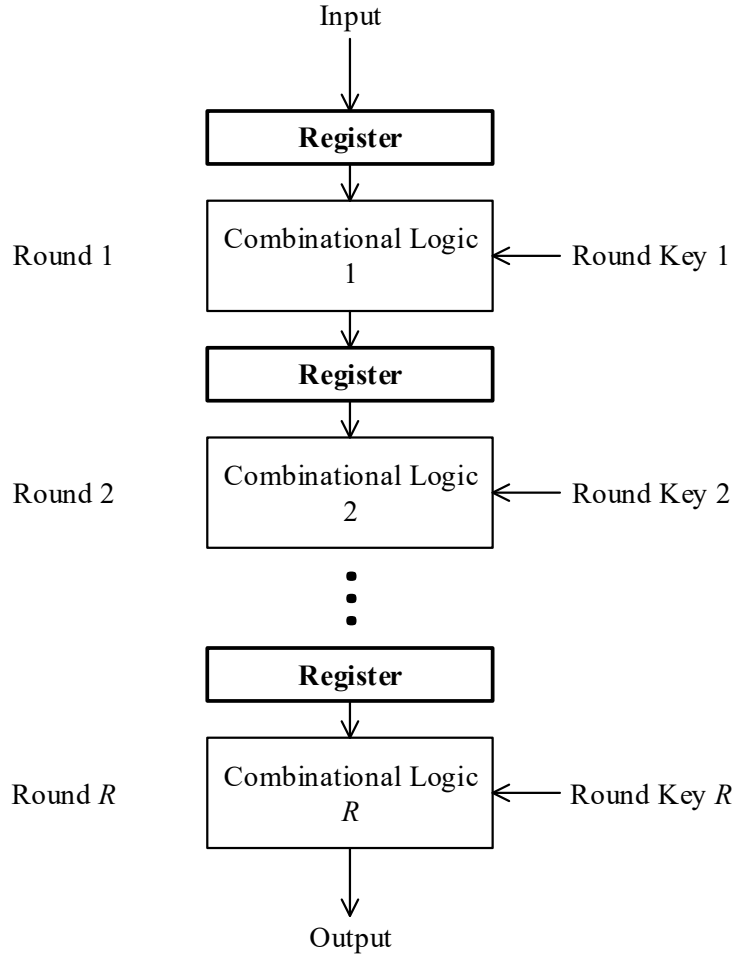 Input
Register
Round 1
Combinational Logic
1
Round Key 1
Register
Round 2
Combinational Logic
2
Round Key 2
Register
Round R
Combinational Logic
R
Round Key R
Output